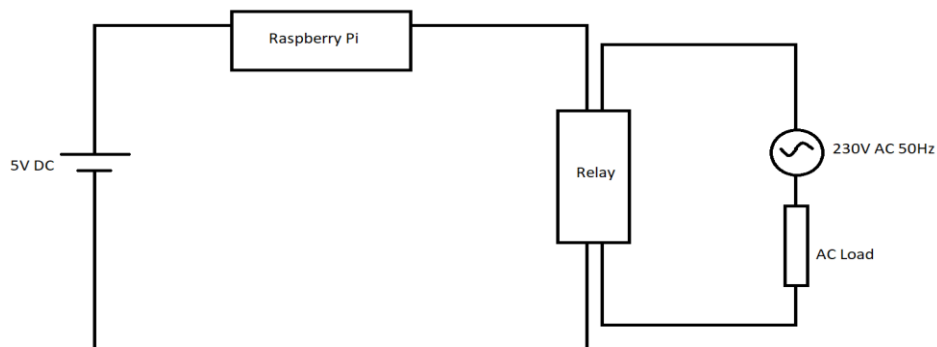 Raspberry Pi
5V DC
230V AC 50Hz
Relay
AC Load